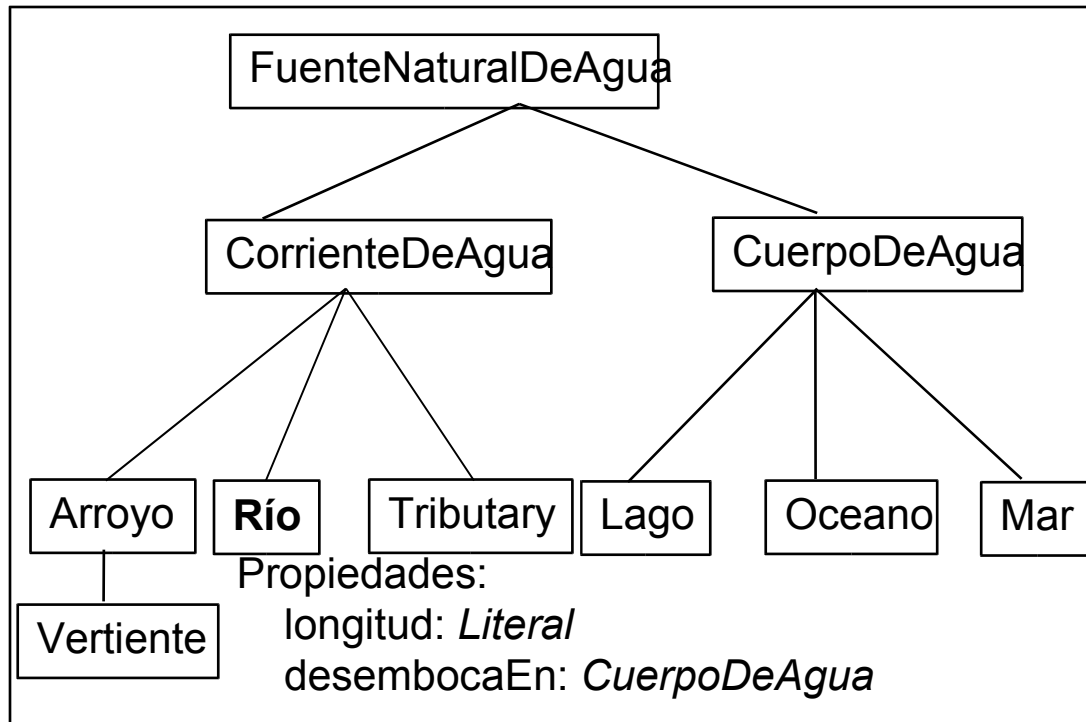 FuenteNaturalDeAgua
CorrienteDeAgua
CuerpoDeAgua
Arroyo
Río
Tributary
Lago
Oceano
Mar
Vertiente
Propiedades:
longitud: Literal
desembocaEn: CuerpoDeAgua